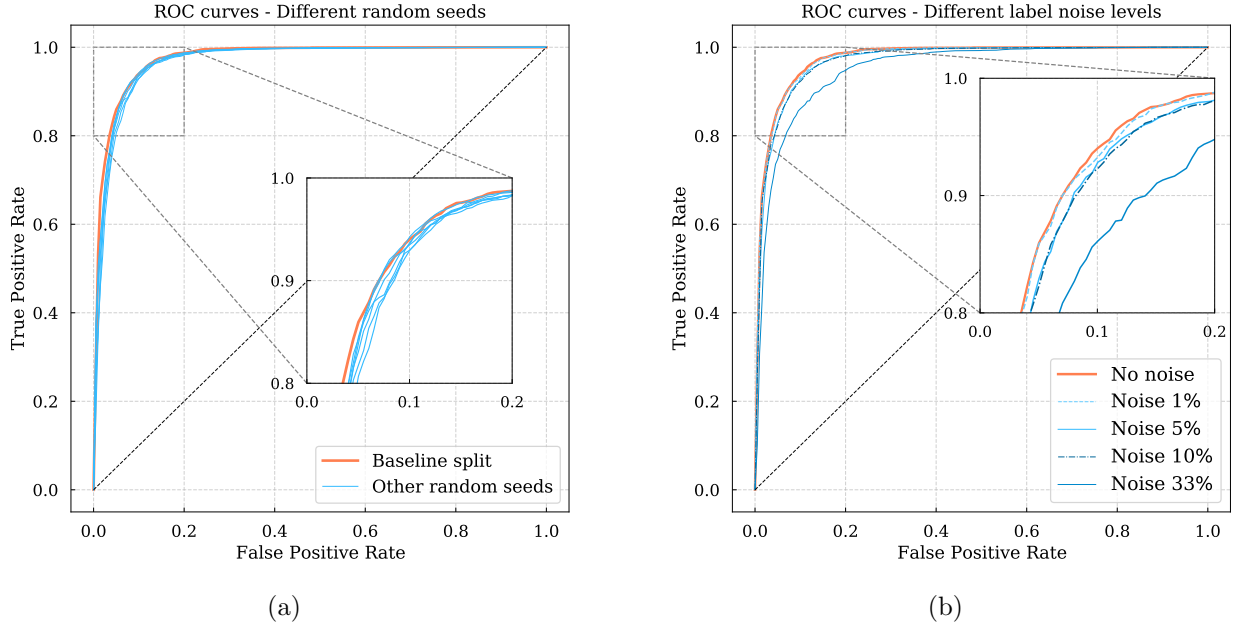 ROC curves - Different random seeds
1.0
0.8
0.6
0.4
0.2
0.0
True Positive Rate
1.0
0.9
0.8
0.0 0.1 0.2
Baseline split
Other random seeds
0.0 0.2 0.4 0.6 0.8 1.0
False Positive Rate
(a)
ROC curves - Different label noise levels
1.0
0.8
0.6
0.4
0.2
0.0
True Positive Rate
1.0
0.9
0.8
0.0 0.1 0.2
No noise
Noise 1%
Noise 5%
Noise 10%
Noise 33%
0.0 0.2 0.4 0.6 0.8 1.0
False Positive Rate
(b)